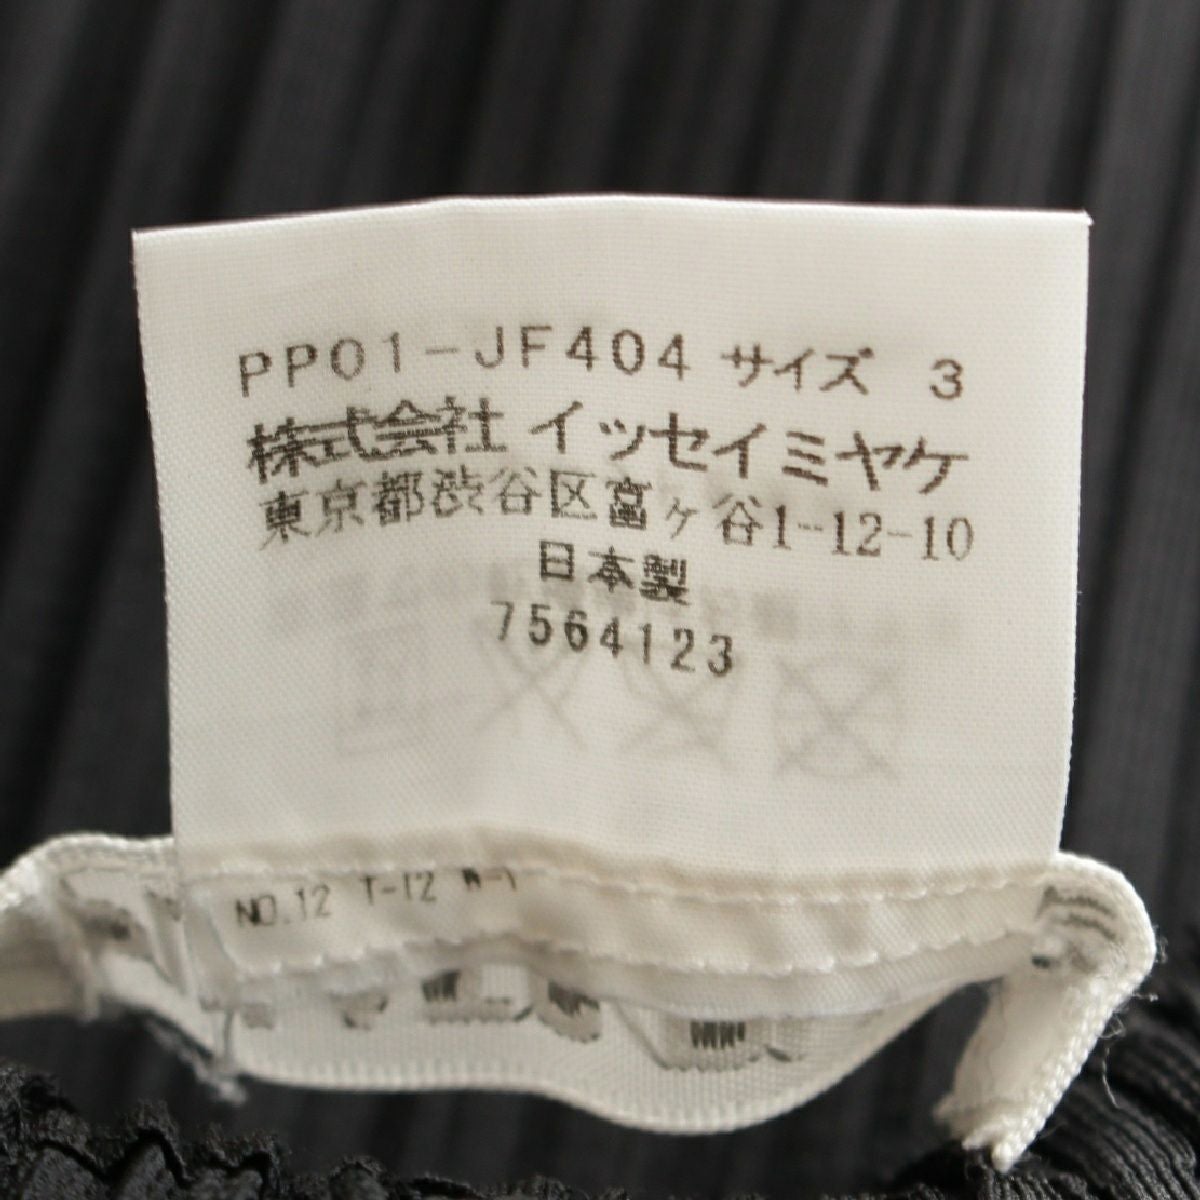 PP01-JF404 サイズ 3
株式会社 イッセイミヤケ
東京都渋谷区富ヶ谷1-12-10
日本製
7564123
NO.12 T-12